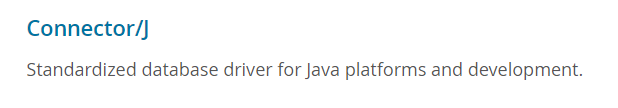 Connector/J
Standardized database driver for Java platforms and development.